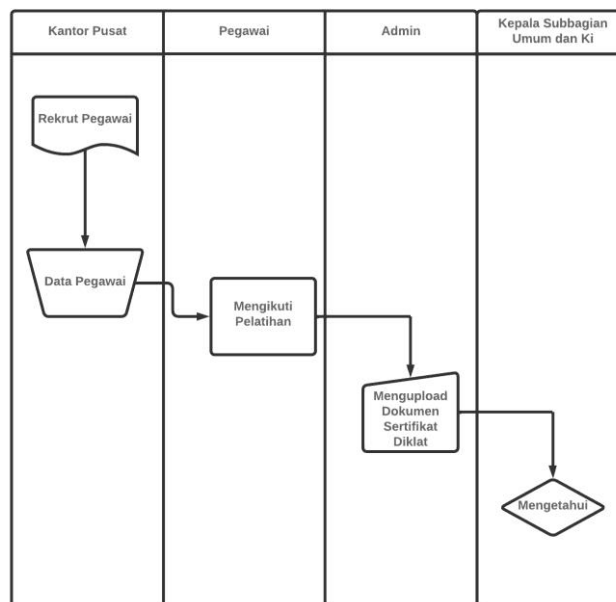 Kantor Pusat
Pegawai
Admin
Kepala Subbagian
Umum dan Ki
Rekrut Pegawai
Data Pegawai
Mengikuti
Pelatihan
Mengupload
Dokumen
Sertifikat
Diklat
Mengetahui